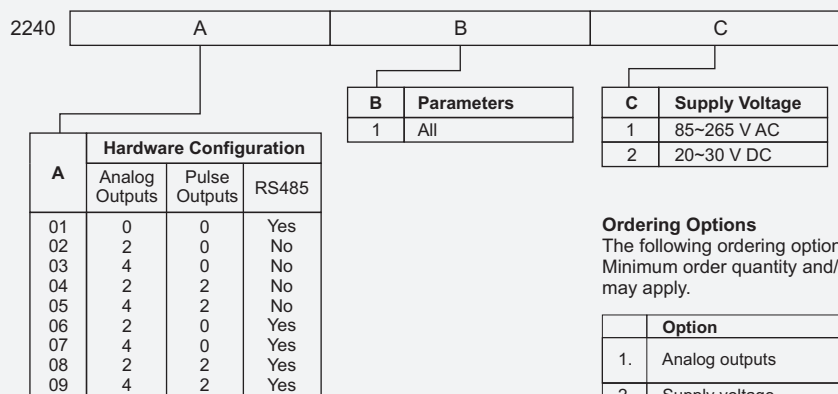 2240 A B C
B Parameters
1 All
C Supply Voltage
1 85~265 V AC
2 20~30 V DC
A Hardware Configuration
Analog Outputs Pulse Outputs RS485
01 0 0 Yes
02 2 0 No
03 4 0 No
04 2 2 No
05 4 2 No
06 2 0 Yes
07 4 0 Yes
08 2 2 Yes
09 4 2 Yes
Ordering Options
The following ordering option
Minimum order quantity and/
may apply.
Option
1. Analog outputs
2. Supply voltage